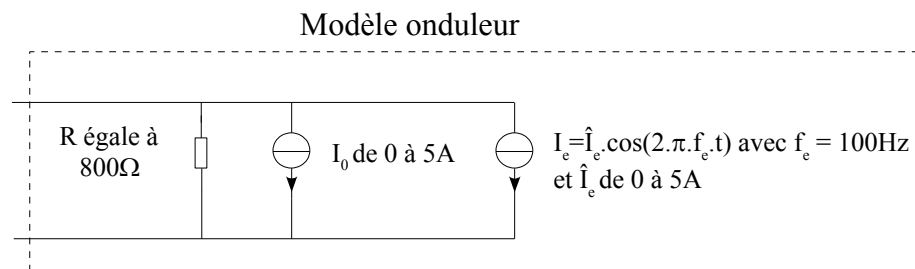 Modèle onduleur
R égale à
800Ω
I₀ de 0 à 5A
Iₑ=Îₑ.cos(2.π.fₑ.t) avec fₑ = 100Hz
et Îₑ de 0 à 5A